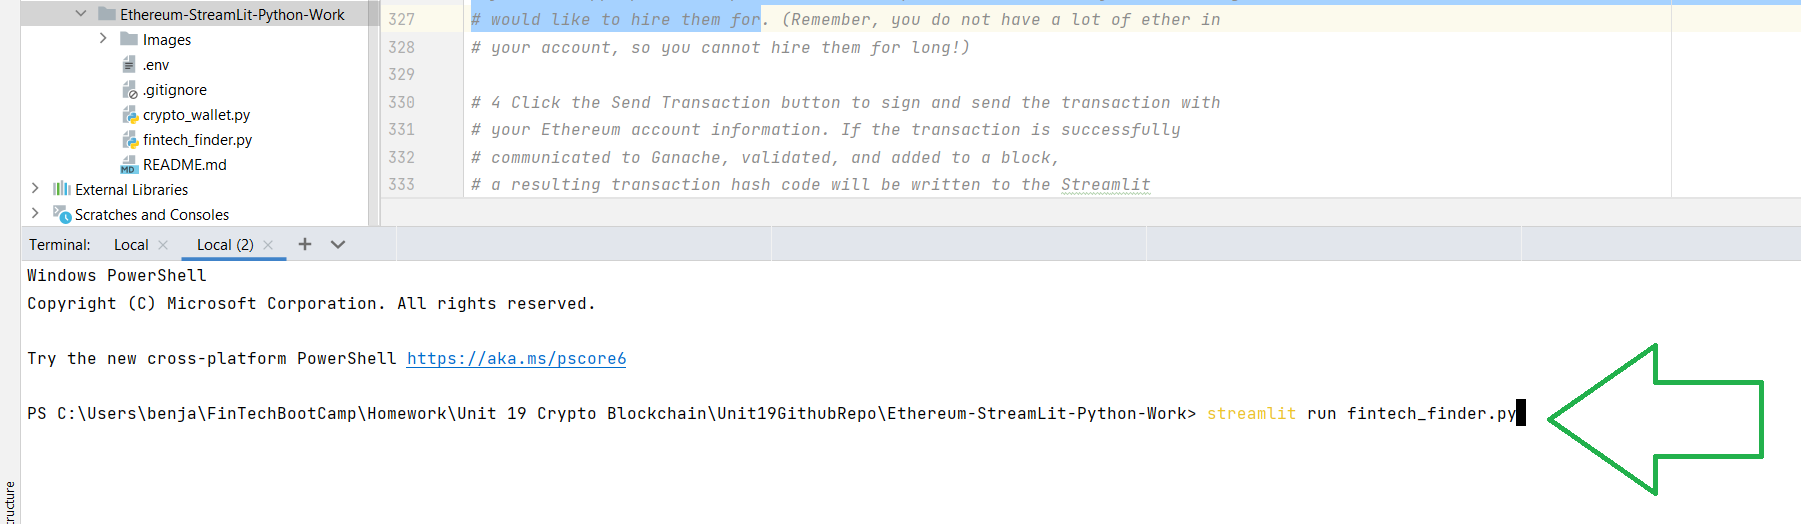 Ethereum-StreamLit-Python-Work
Images
.env
.gitignore
crypto_wallet.py
fintech_finder.py
README.md
External Libraries
Scratches and Consoles
327 # would like to hire them for. (Remember, you do not have a lot of ether in
328 # your account, so you cannot hire them for long!)
329
330 # 4 Click the Send Transaction button to sign and send the transaction with
331 # your Ethereum account information. If the transaction is successfully
332 # communicated to Ganache, validated, and added to a block,
333 # a resulting transaction hash code will be written to the Streamlit
Terminal: Local × Local (2) × +
Windows PowerShell
Copyright (C) Microsoft Corporation. All rights reserved.
Try the new cross-platform PowerShell https://aka.ms/pscore6
PS C:\Users\benja\FinTechBootCamp\Homework\Unit 19 Crypto Blockchain\Unit19GithubRepo\Ethereum-StreamLit-Python-Work> streamlit run fintech_finder.py
ructure